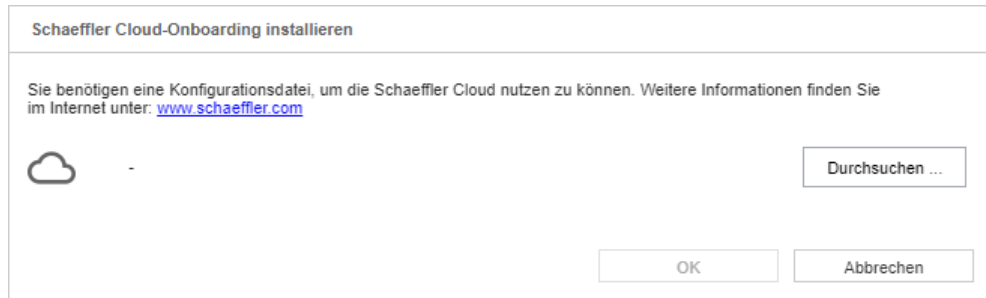 Schaeffler Cloud-Onboarding installieren
Sie benötigen eine Konfigurationsdatei, um die Schaeffler Cloud nutzen zu können. Weitere Informationen finden Sie
im Internet unter: www.schaeffler.com
-
Durchsuchen ...
OK
Abbrechen